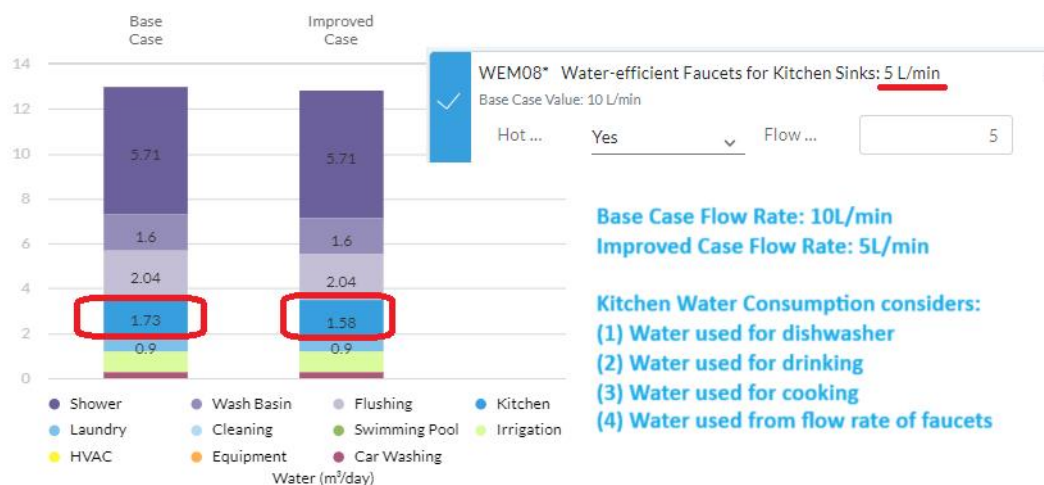 Base
Case
Improved
Case
14
12
10
8
6
4
2
0
5.71
1.6
2.04
1.73
0.9
5.71
1.6
2.04
1.58
0.9
Shower
Wash Basin
Flushing
Kitchen
Laundry
Cleaning
Swimming Pool
Irrigation
HVAC
Equipment
Car Washing
Water (m³/day)
WEM08* Water-efficient Faucets for Kitchen Sinks: 5 L/min
Base Case Value: 10 L/min
Hot ... Yes Flow ... 5
Base Case Flow Rate: 10L/min
Improved Case Flow Rate: 5L/min
Kitchen Water Consumption considers:
(1) Water used for dishwasher
(2) Water used for drinking
(3) Water used for cooking
(4) Water used from flow rate of faucets